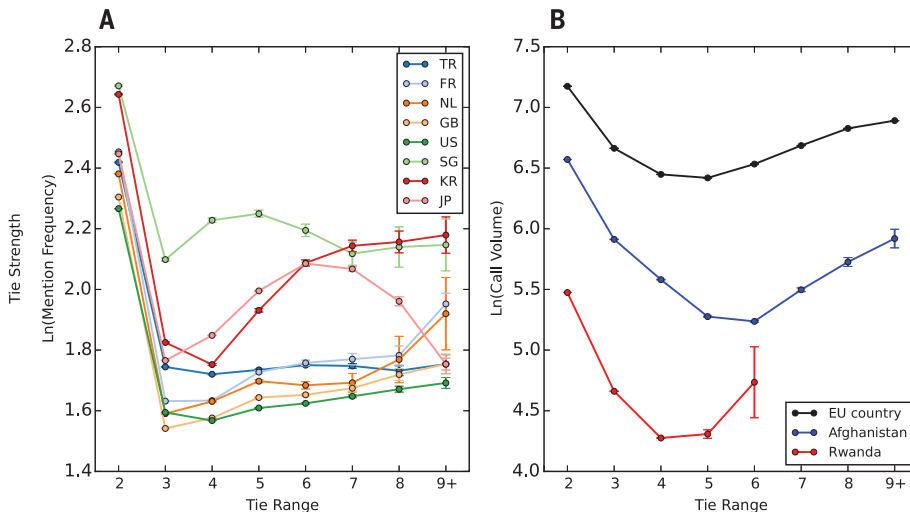 A
B
Tie Strength
Ln(Mention Frequency)
2.8
2.6
2.4
2.2
2.0
1.8
1.6
1.4
2 3 4 5 6 7 8 9+
Tie Range
TR
FR
NL
GB
US
SG
KR
JP
Ln(Call Volume)
7.5
7.0
6.5
6.0
5.5
5.0
4.5
4.0
2 3 4 5 6 7 8 9+
Tie Range
EU country
Afghanistan
Rwanda